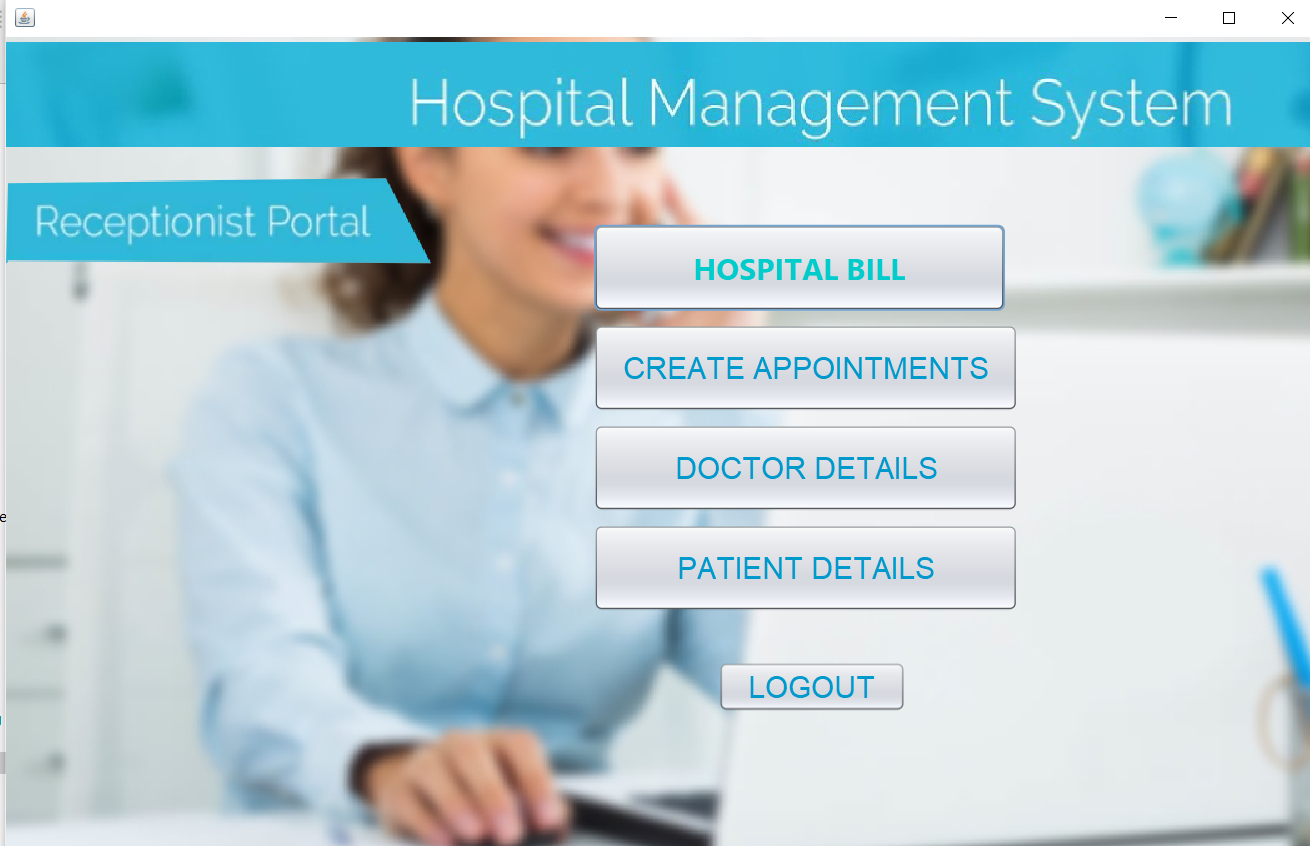 Hospital Management System
Receptionist Portal
HOSPITAL BILL
CREATE APPOINTMENTS
DOCTOR DETAILS
PATIENT DETAILS
LOGOUT